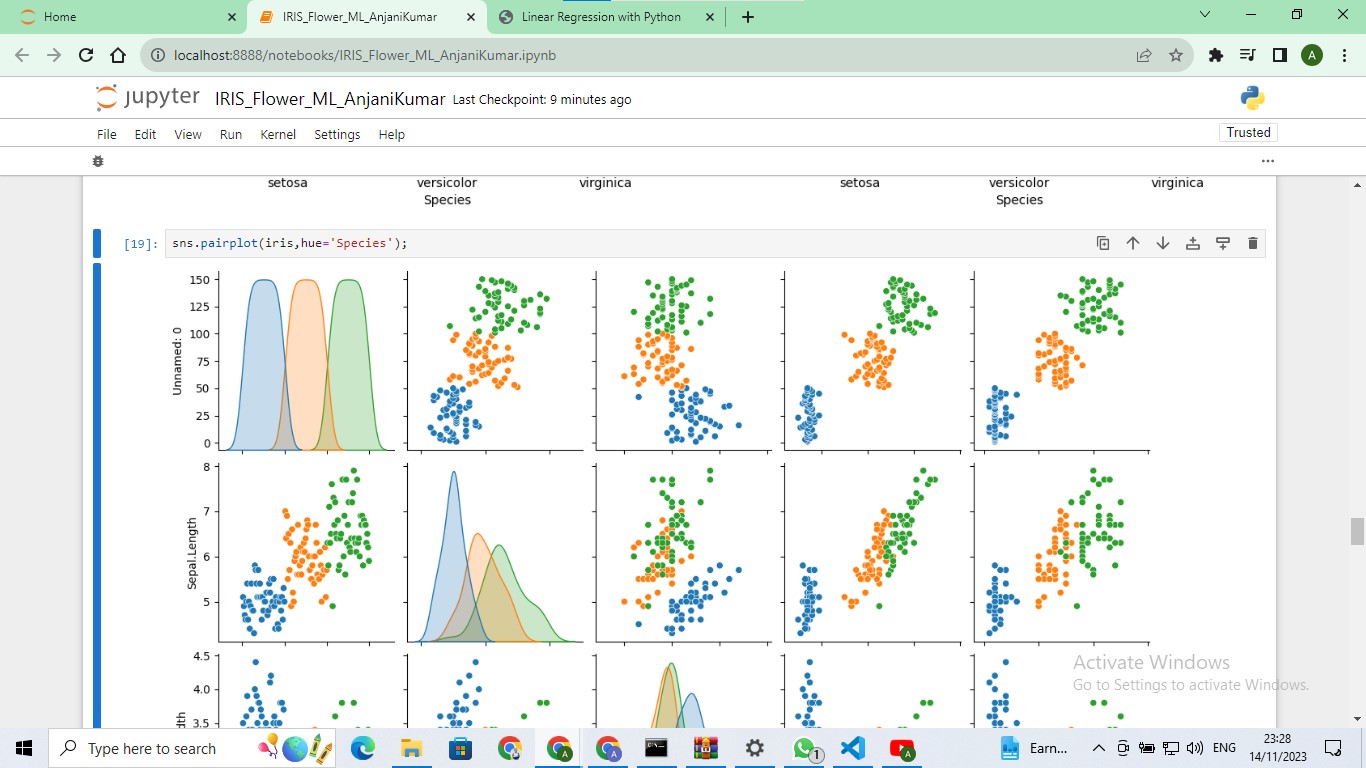 Home
IRIS_Flower_ML_AnjaniKumar
Linear Regression with Python
localhost:8888/notebooks/IRIS_Flower_ML_AnjaniKumar.ipynb
A
jupyter IRIS_Flower_ML_AnjaniKumar Last Checkpoint: 9 minutes ago
File Edit View Run Kernel Settings Help
Trusted
setosa versicolor virginica setosa versicolor virginica
Species Species
[19]: sns.pairplot(iris,hue='Species');
150
125
100
75
50
25
0
Unnamed: 0
8
7
6
5
Sepal.Length
4.5
4.0
3.5
dth
Activate Windows
Go to Settings to activate Windows.
Type here to search
A
A
1
A
Earn...
ENG
23:28
14/11/2023